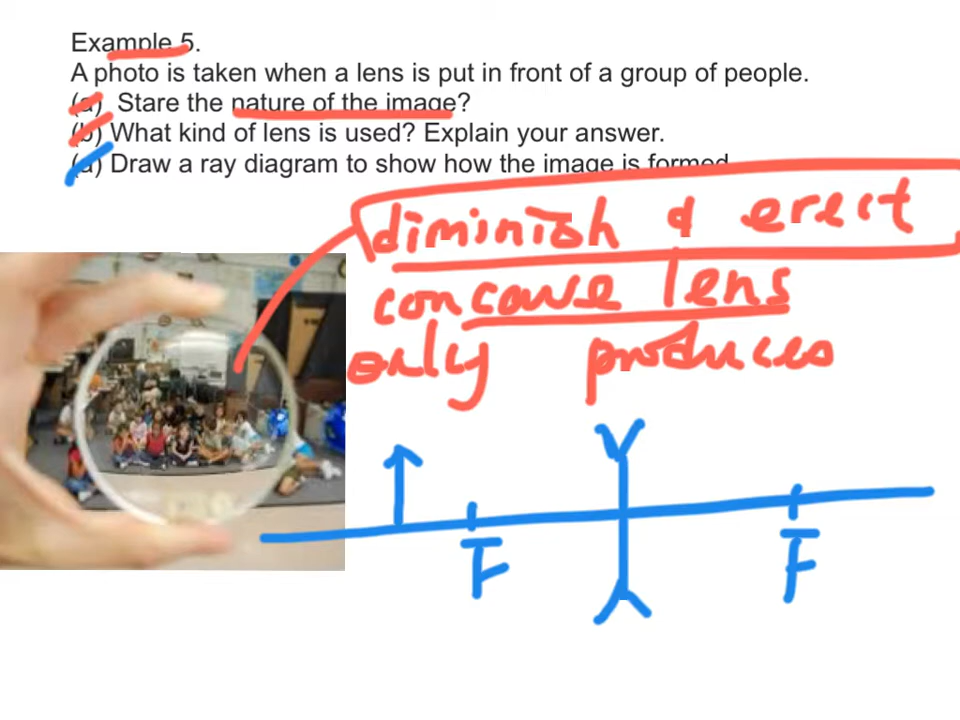 Example 5.
A photo is taken when a lens is put in front of a group of people.
(a) Stare the nature of the image?
(b) What kind of lens is used? Explain your answer.
(d) Draw a ray diagram to show how the image is formed
diminish & erect
concave lens
only produces
F F